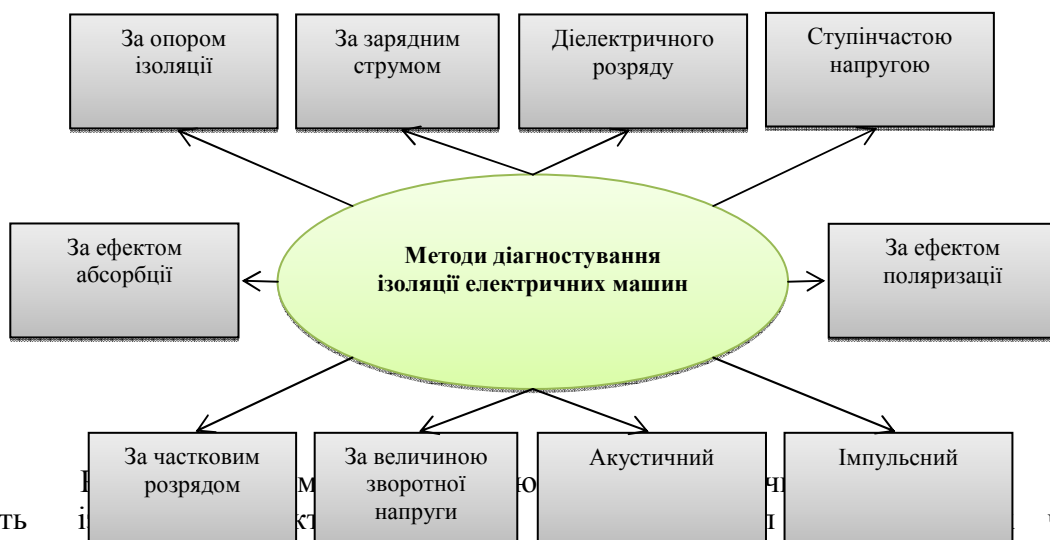 За опором
ізоляції
За зарядним
струмом
Діелектричного
розряду
Ступінчастою
напругою
За ефектом
абсорбції
Методи діагностування
ізоляції електричних машин
За ефектом
поляризації
За частковим
розрядом
За величиною
зворотної
напруги
Акустичний
Імпульсний